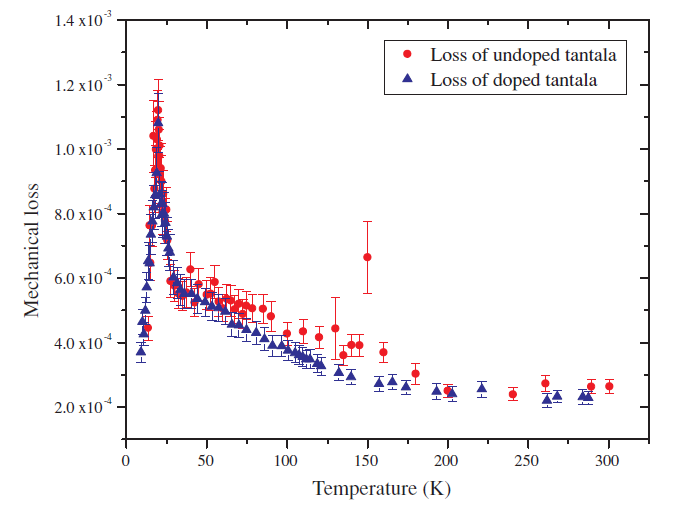 1.4 x10⁻³
1.2 x10⁻³
1.0 x10⁻³
8.0 x10⁻⁴
6.0 x10⁻⁴
4.0 x10⁻⁴
2.0 x10⁻⁴
Mechanical loss
Loss of undoped tantala
Loss of doped tantala
0 50 100 150 200 250 300
Temperature (K)